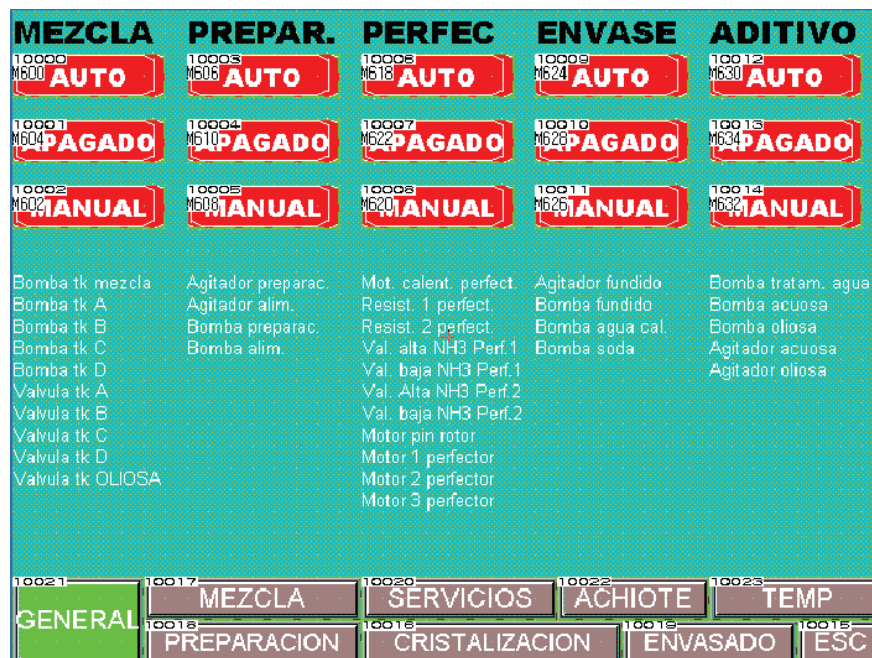 MEZCLA PREPAR. PERFEC ENVASE ADITIVO
10000 10003 10006 10009 10012
M600 AUTO M606 AUTO M618 AUTO M624 AUTO M630 AUTO
10001 10004 10007 10010 10013
M604 APAGADO M610 APAGADO M622 APAGADO M628 APAGADO M634 APAGADO
10002 10005 10008 10011 10014
M602 MANUAL M608 MANUAL M620 MANUAL M626 MANUAL M632 MANUAL
Bomba tk mezcla Agitador preparac. Mot. calent. perfect. Agitador fundido Bomba tratam. agua
Bomba tk A Agitador alim. Resist. 1 perfect. Bomba fundido Bomba acuosa
Bomba tk B Bomba preparac. Resist. 2 perfect. Bomba agua cal. Bomba oliosa
Bomba tk C Bomba alim. Val. alta NH3 Perf.1 Bomba soda Agitador acuosa
Bomba tk D Val. baja NH3 Perf.1 Agitador oliosa
Valvula tk A Val. Alta NH3 Perf.2
Valvula tk B Val. baja NH3 Perf.2
Valvula tk C Motor pin rotor
Valvula tk D Motor 1 perfector
Valvula tk OLIOSA Motor 2 perfector
Motor 3 perfector
10021 10017 10020 10022 10023
GENERAL MEZCLA SERVICIOS ACHIOTE TEMP
10018 10016 10019 10015
PREPARACION CRISTALIZACION ENVASADO ESC